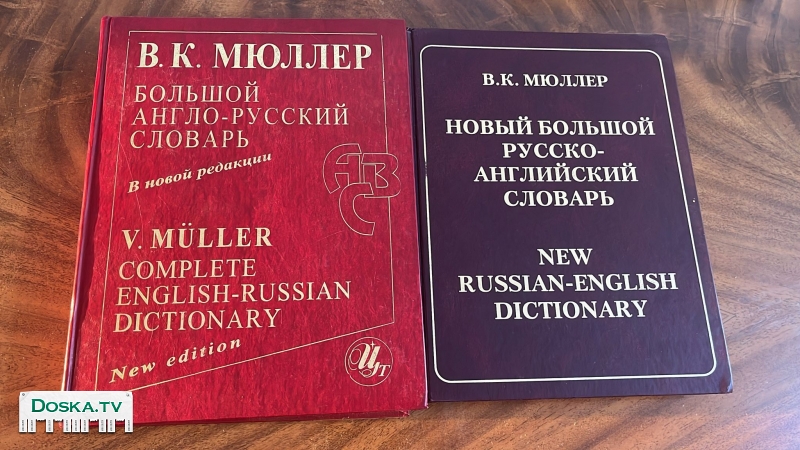 В. К. МЮЛЛЕР
БОЛЬШОЙ
АНГЛО-РУССКИЙ
СЛОВАРЬ
В новой редакции
АВС
V. MÜLLER
COMPLETE
ENGLISH-RUSSIAN
DICTIONARY
New edition
В.К. МЮЛЛЕР
НОВЫЙ БОЛЬШОЙ
РУССКО-
АНГЛИЙСКИЙ
СЛОВАРЬ
NEW
RUSSIAN-ENGLISH
DICTIONARY
DOSKA.TV